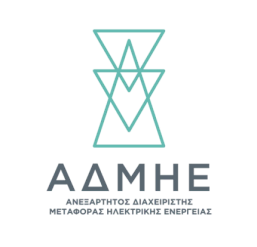 ΑΔΜΗΕ
ΑΝΕΞΑΡΤΗΤΟΣ ΔΙΑΧΕΙΡΙΣΤΗΣ
ΜΕΤΑΦΟΡΑΣ ΗΛΕΚΤΡΙΚΗΣ ΕΝΕΡΓΕΙΑΣ